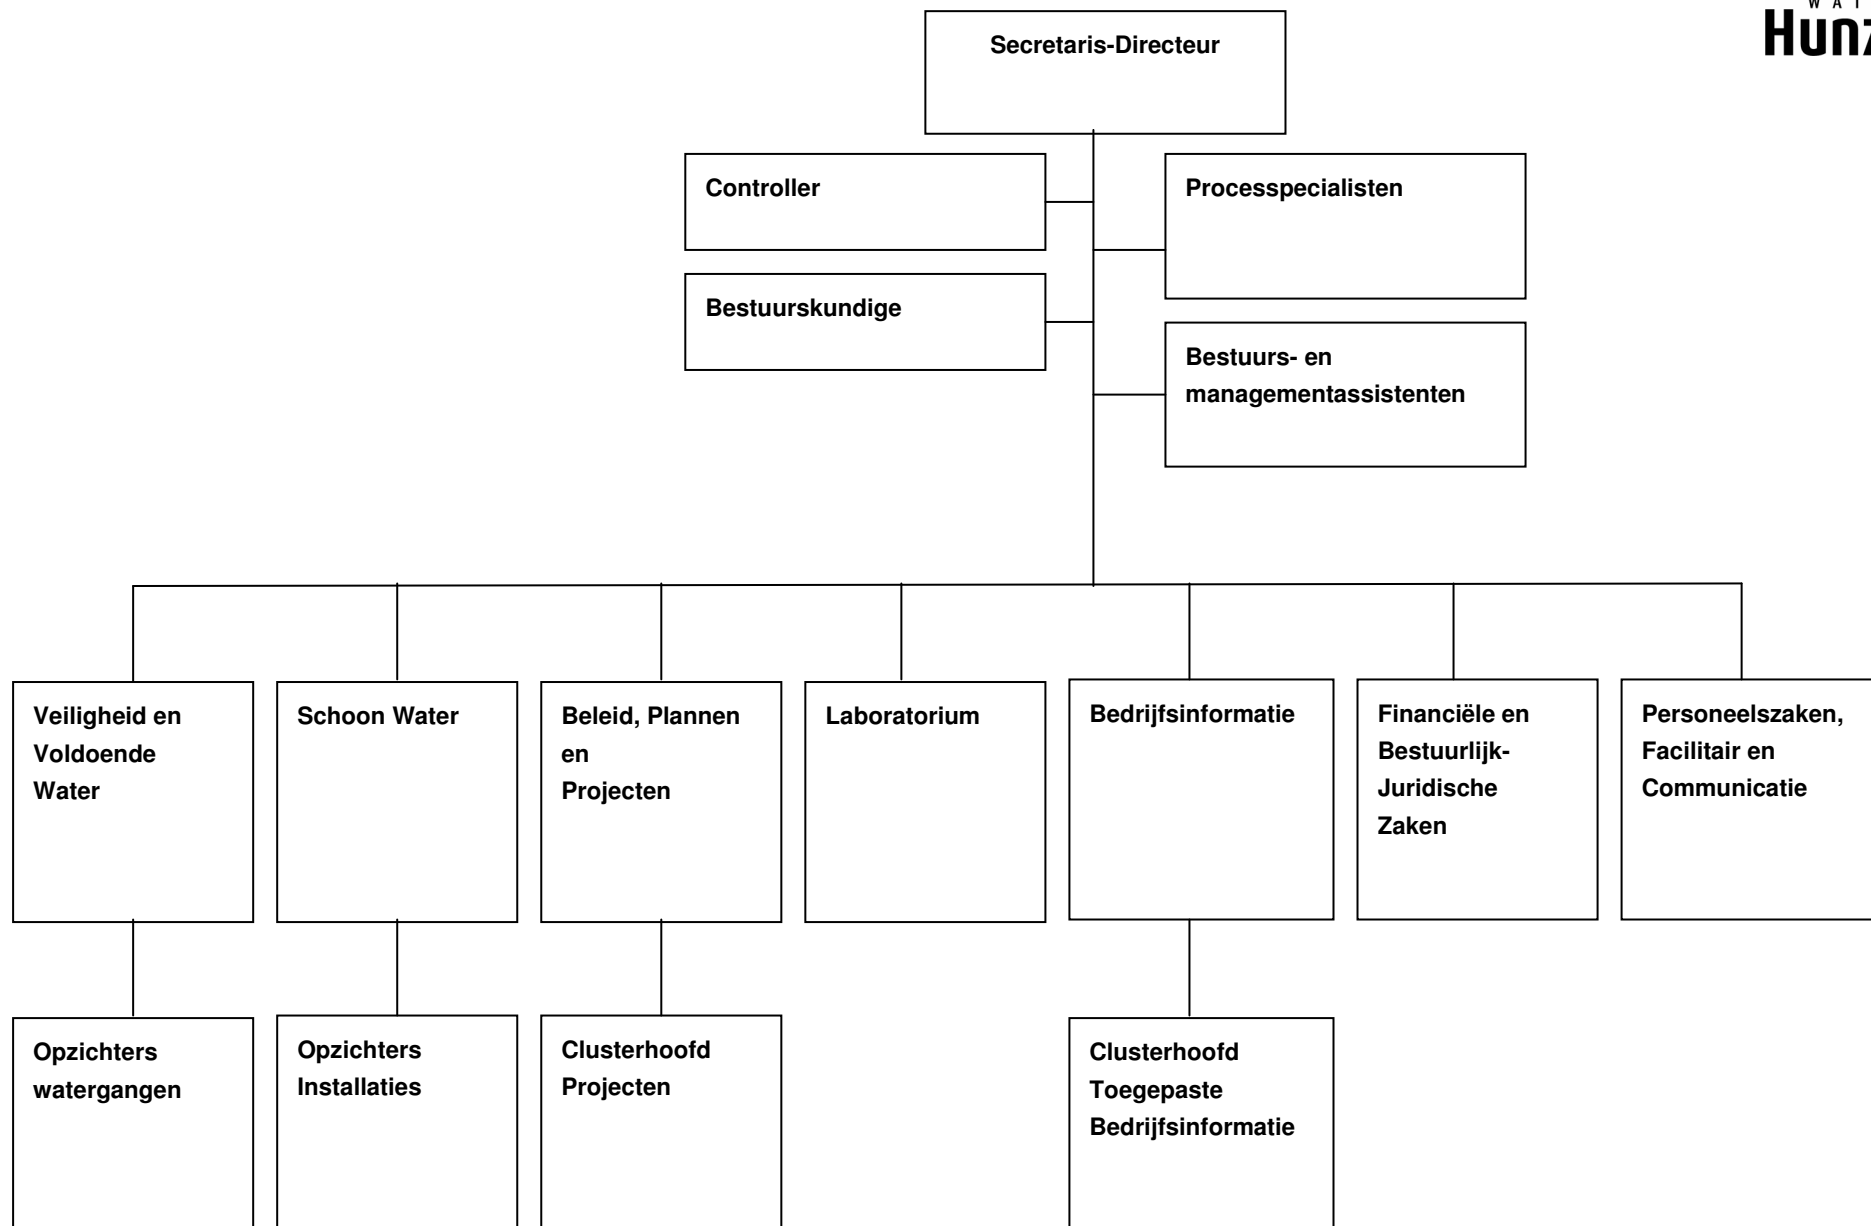 Secretaris-Directeur
Controller
Processpecialisten
Bestuurskundige
Bestuurs- en
managementassistenten
Veiligheid en
Voldoende
Water
Schoon Water
Beleid, Plannen
en
Projecten
Laboratorium
Bedrijfsinformatie
Financiële en
Bestuurlijk-
Juridische
Zaken
Personeelszaken,
Facilitair en
Communicatie
Opzichters
watergangen
Opzichters
Installaties
Clusterhoofd
Projecten
Clusterhoofd
Toegepaste
Bedrijfsinformatie